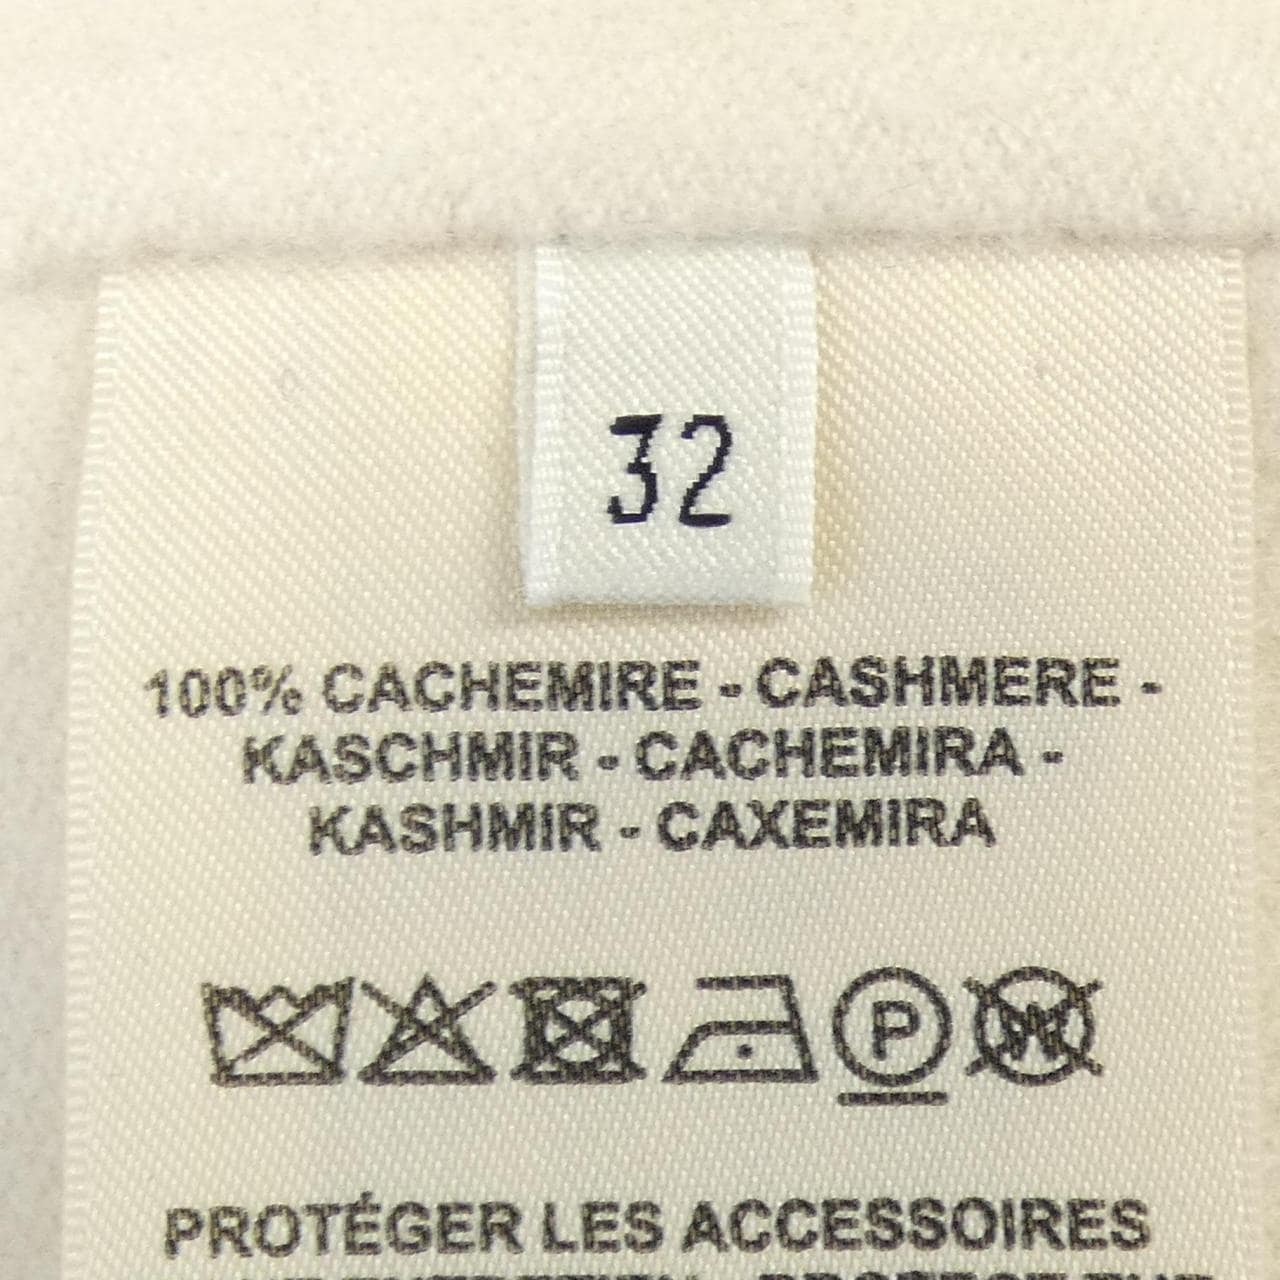 32
100% CACHEMIRE - CASHMERE -
KASCHMIR - CACHEMIRA -
KASHMIR - CAXEMIRA
P W
PROTÉGER LES ACCESSOIRES